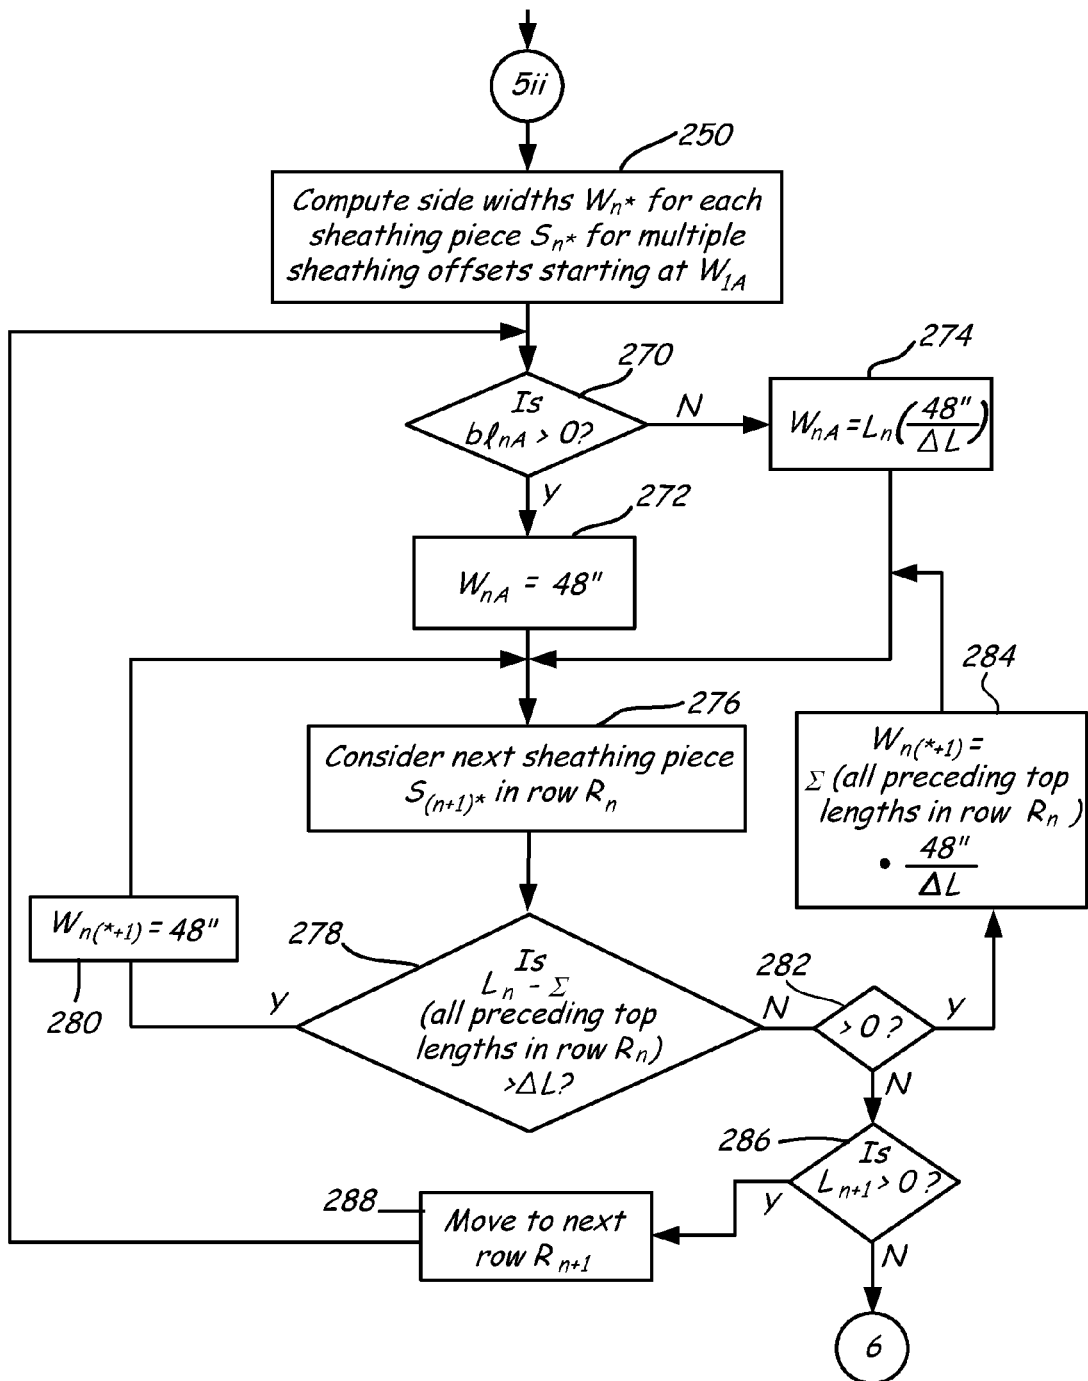 5ii
250
Compute side widths Wn* for each
sheathing piece Sn* for multiple
sheathing offsets starting at W1A
270
Is
bℓnA > 0?
N
274
WnA = Ln(48"/ΔL)
Y
272
WnA = 48"
276
Consider next sheathing piece
S(n+1)* in row Rn
284
Wn(*+1) =
Σ (all preceding top
lengths in row Rn)
• 48"/ΔL
Wn(*+1) = 48"
280
Y
278
Is
Ln - Σ
(all preceding top
lengths in row Rn)
>ΔL?
N
282
> 0 ?
Y
N
286
Is
Ln+1 > 0 ?
Y
288
Move to next
row Rn+1
N
6